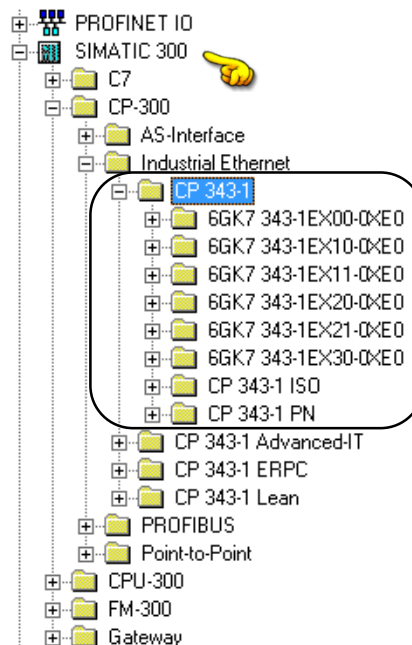 PROFINET IO
SIMATIC 300
C7
CP-300
AS-Interface
Industrial Ethernet
CP 343-1
6GK7 343-1EX00-0XE0
6GK7 343-1EX10-0XE0
6GK7 343-1EX11-0XE0
6GK7 343-1EX20-0XE0
6GK7 343-1EX21-0XE0
6GK7 343-1EX30-0XE0
CP 343-1 ISO
CP 343-1 PN
CP 343-1 Advanced-IT
CP 343-1 ERPC
CP 343-1 Lean
PROFIBUS
Point-to-Point
CPU-300
FM-300
Gateway